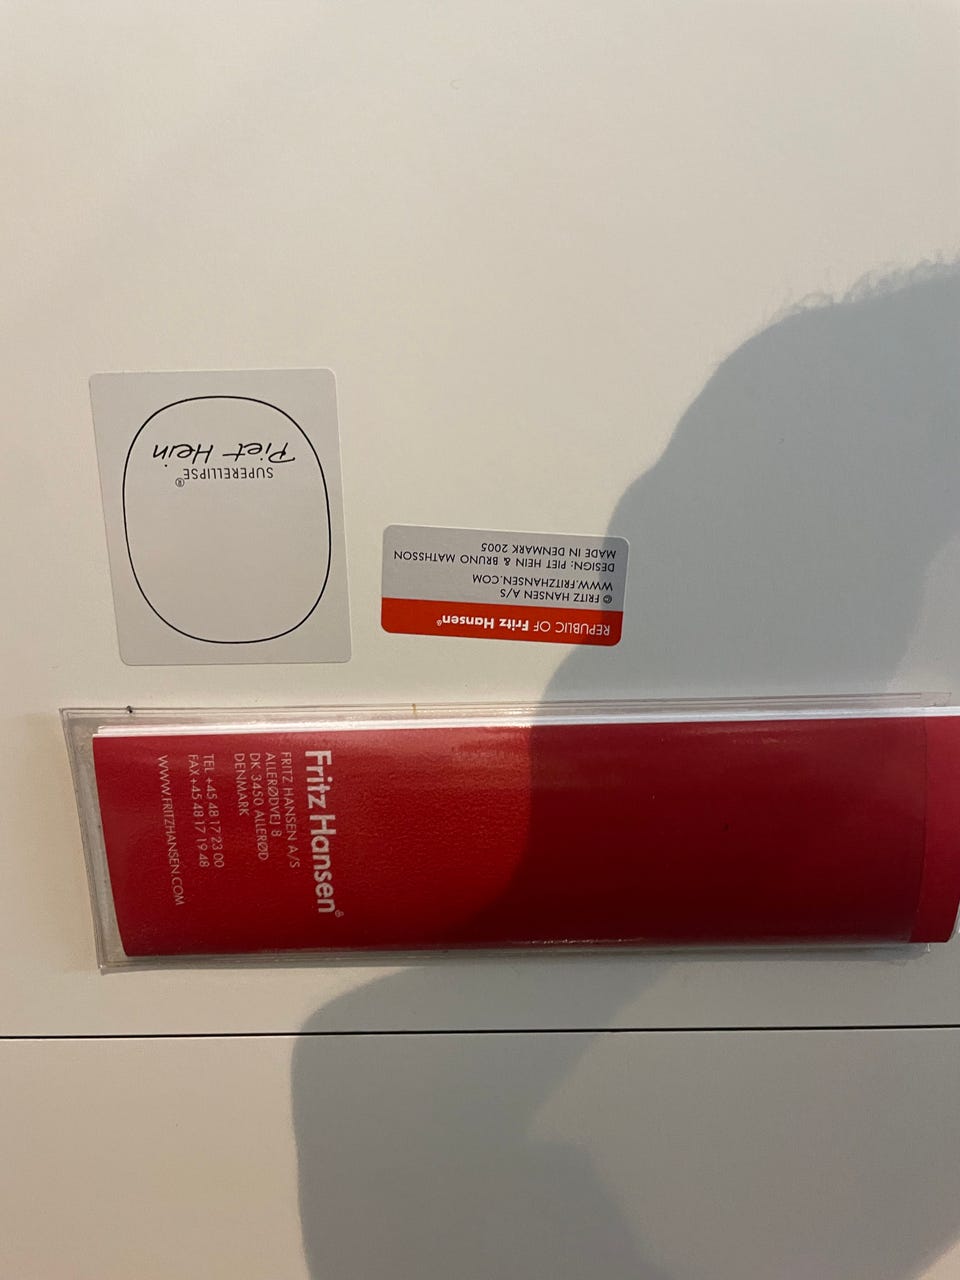 SUPERELLIPSE®
Piet Hein
REPUBLIC OF Fritz Hansen®
© FRITZ HANSEN A/S
WWW.FRITZHANSEN.COM
DESIGN: PIET HEIN & BRUNO MATHSSON
MADE IN DENMARK 2005
Fritz Hansen®
FRITZ HANSEN A/S
ALLERØDVEJ 8
DK 3450 ALLERØD
DENMARK
TEL +45 48 17 23 00
FAX +45 48 17 19 48
WWW.FRITZHANSEN.COM